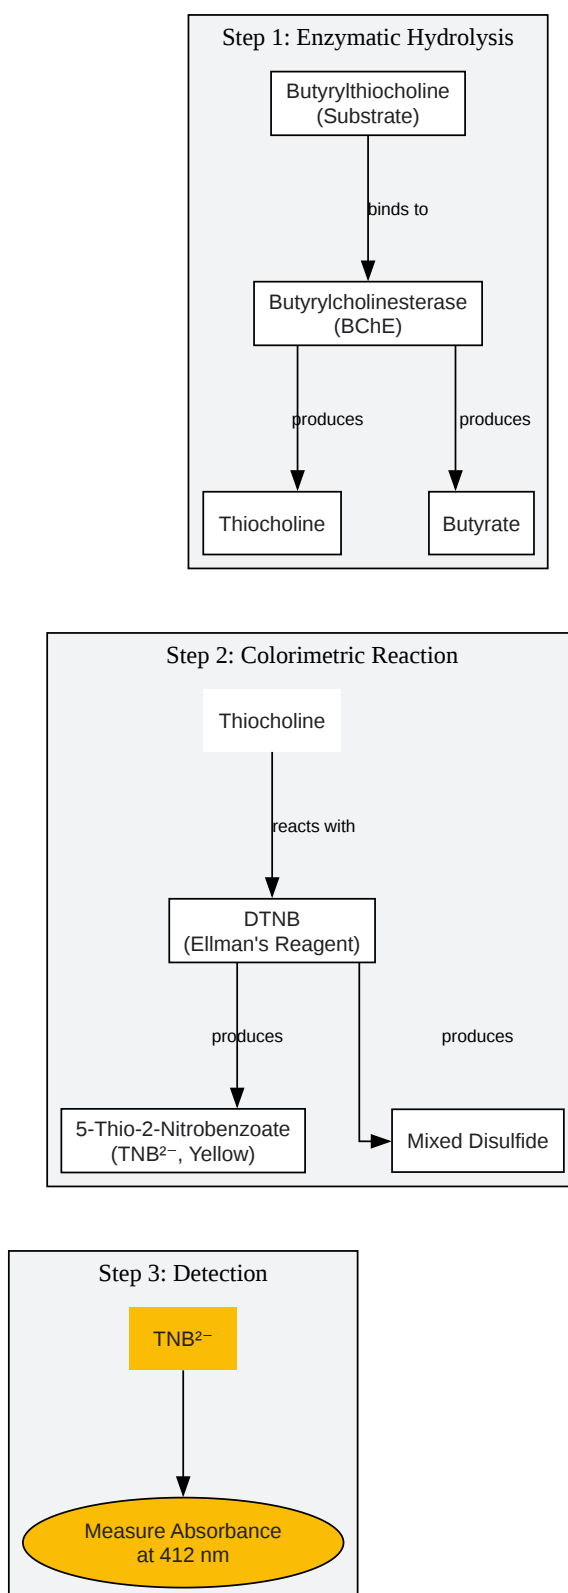 Step 1: Enzymatic Hydrolysis
Butyrylthiocholine
(Substrate)
binds to
Butyrylcholinesterase
(BChE)
produces
produces
Thiocholine
Butyrate
Step 2: Colorimetric Reaction
Thiocholine
reacts with
DTNB
(Ellman's Reagent)
produces
produces
5-Thio-2-Nitrobenzoate
(TNB²⁻, Yellow)
Mixed Disulfide
Step 3: Detection
TNB²⁻
Measure Absorbance
at 412 nm